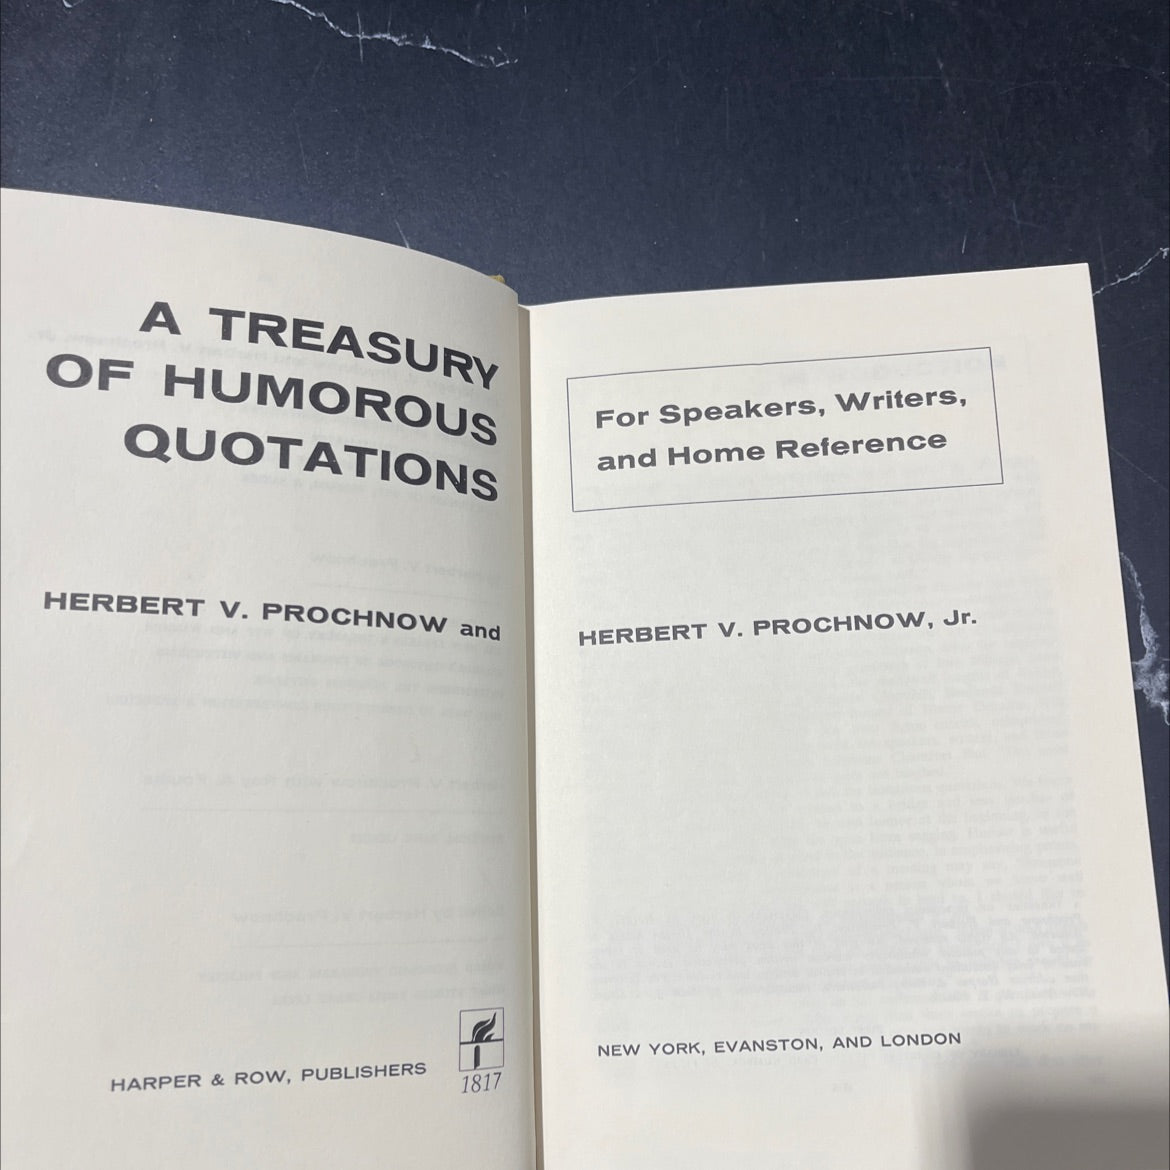 A TREASURY
OF HUMOROUS
QUOTATIONS
HERBERT V. PROCHNOW and
HARPER & ROW, PUBLISHERS
1817
For Speakers, Writers,
and Home Reference
HERBERT V. PROCHNOW, Jr.
NEW YORK, EVANSTON, AND LONDON